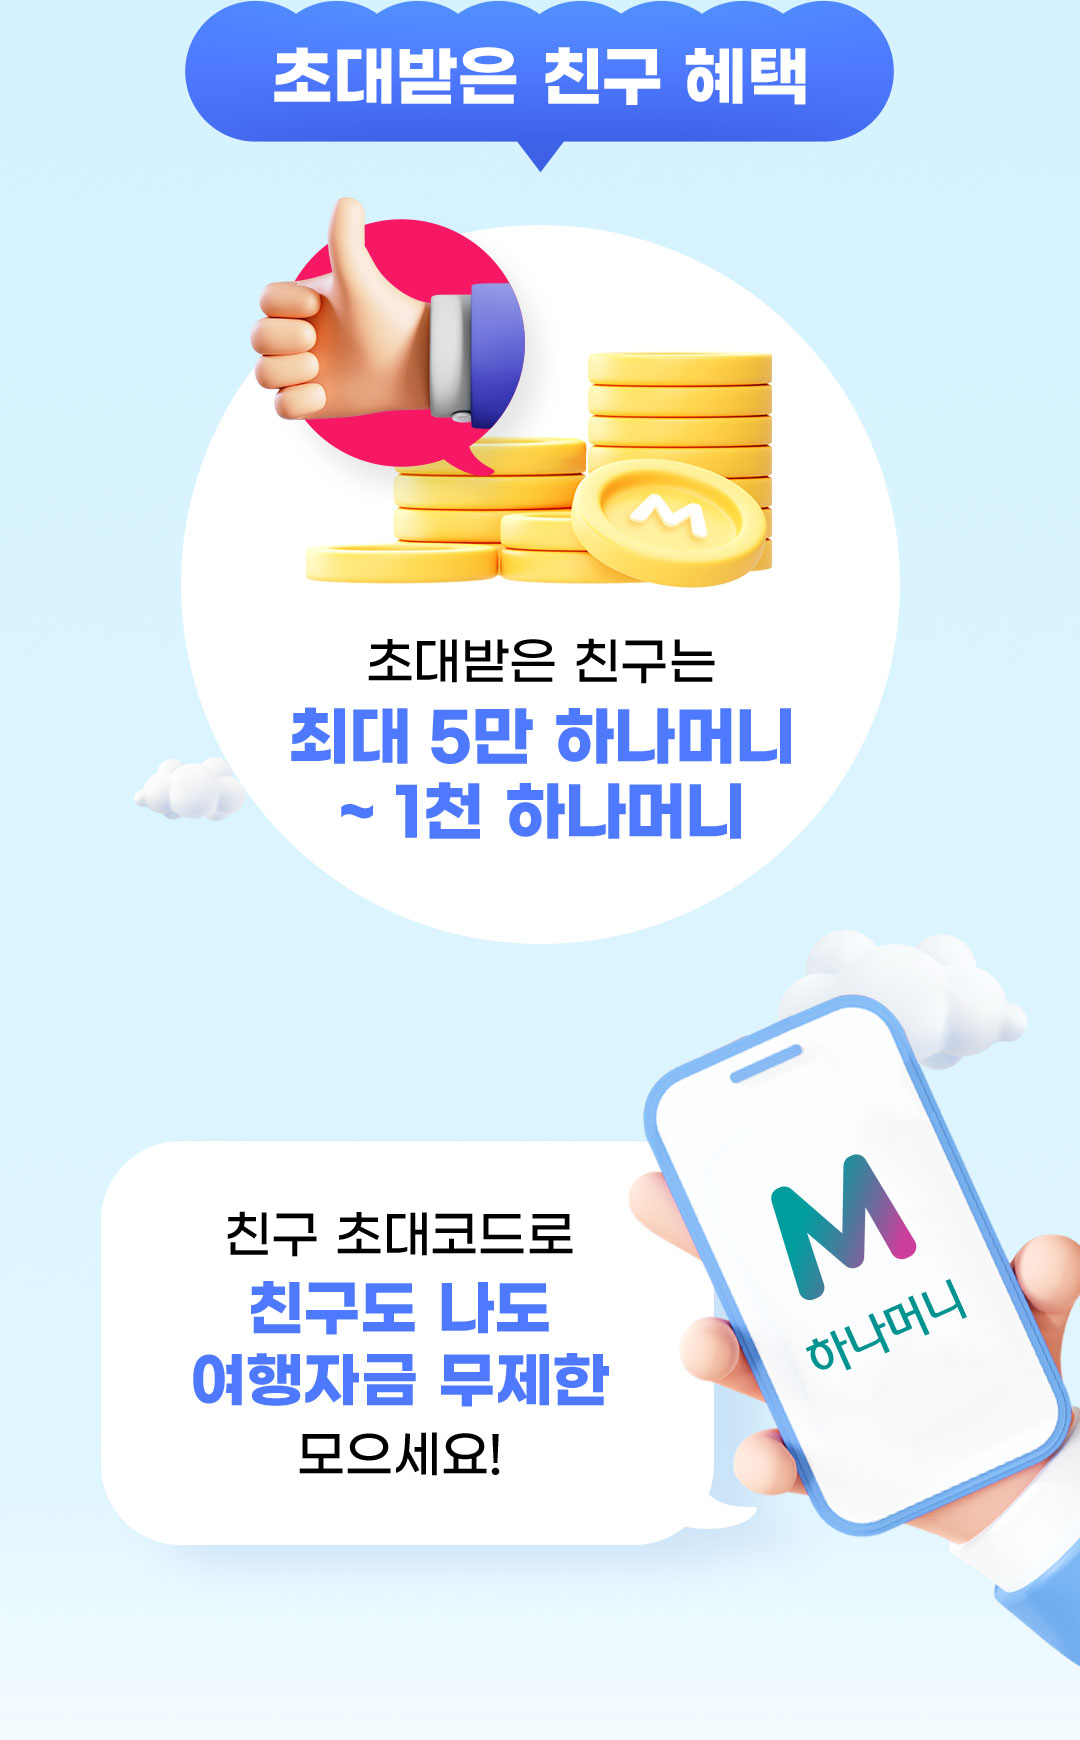 초대받은 친구 혜택
M
초대받은 친구는
최대 5만 하나머니
~ 1천 하나머니
M
하나머니
친구 초대코드로
친구도 나도
여행자금 무제한
모으세요!